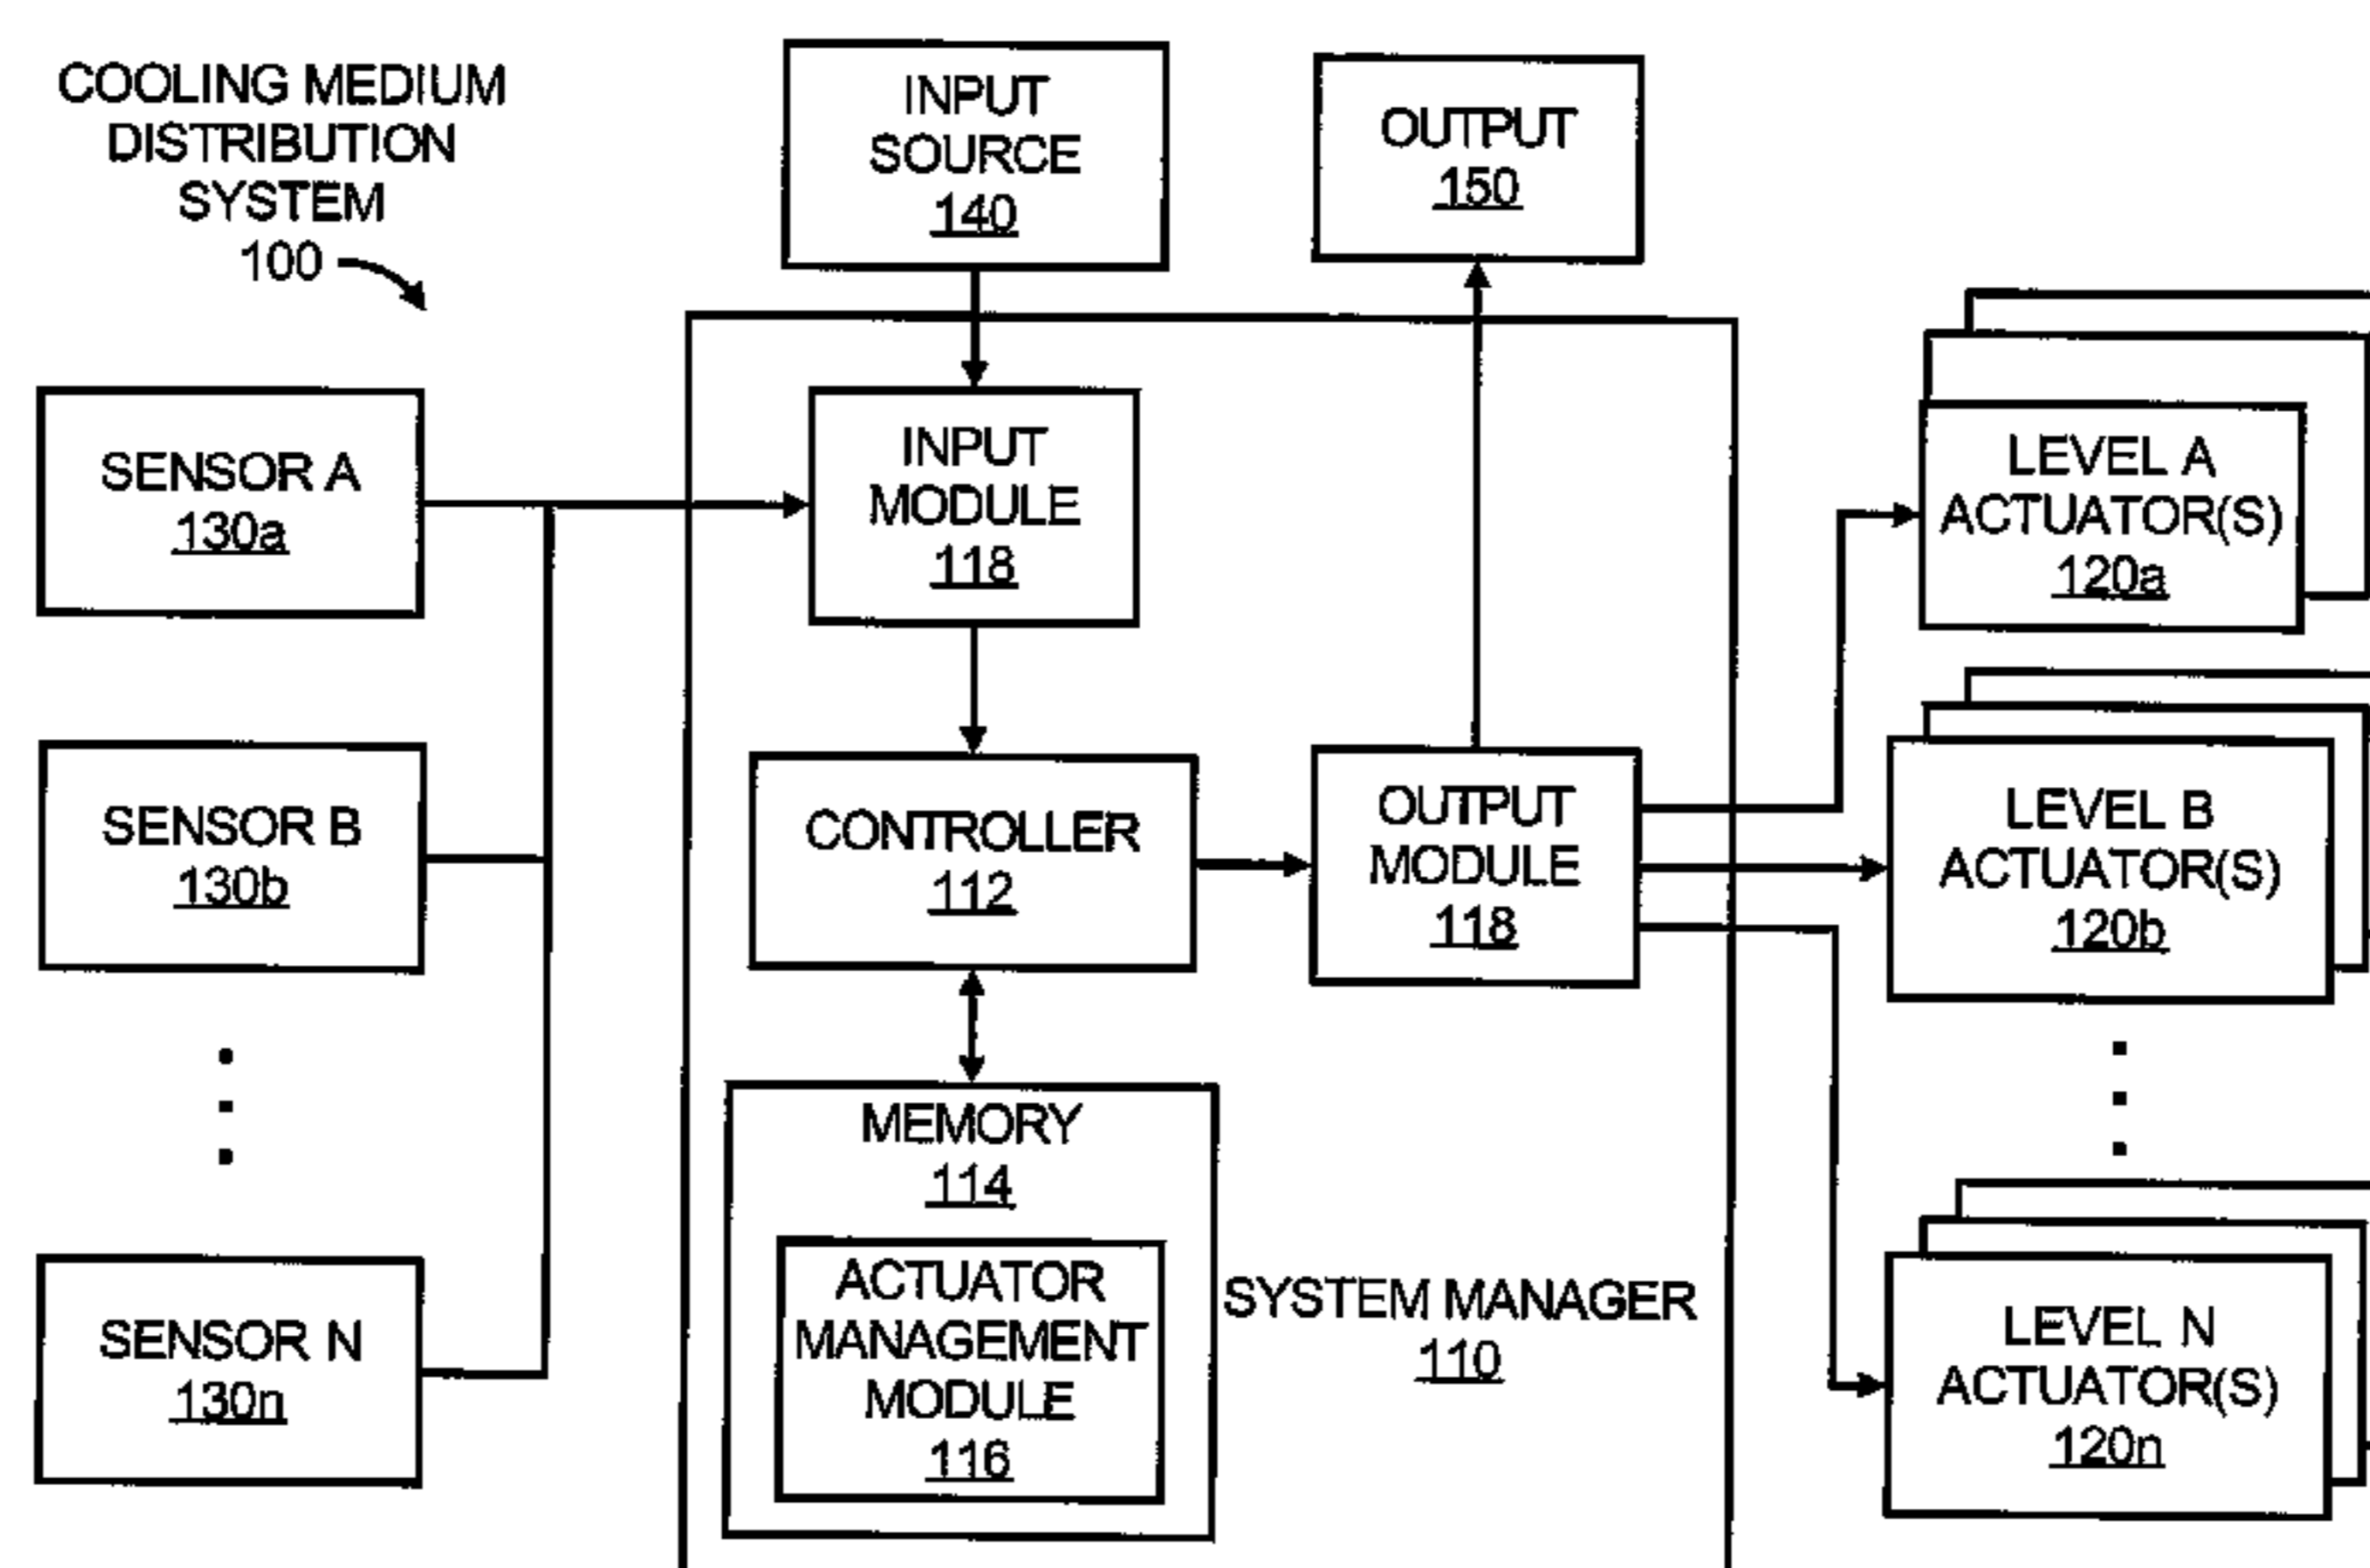 COOLING MEDIUM
DISTRIBUTION
SYSTEM
100
INPUT
SOURCE
140
OUTPUT
150
SENSOR A
130a
INPUT
MODULE
118
LEVEL A
ACTUATOR(S)
120a
SENSOR B
130b
CONTROLLER
112
OUTPUT
MODULE
118
LEVEL B
ACTUATOR(S)
120b
MEMORY
114
ACTUATOR
MANAGEMENT
MODULE
116
SYSTEM MANAGER
110
SENSOR N
130n
LEVEL N
ACTUATOR(S)
120n